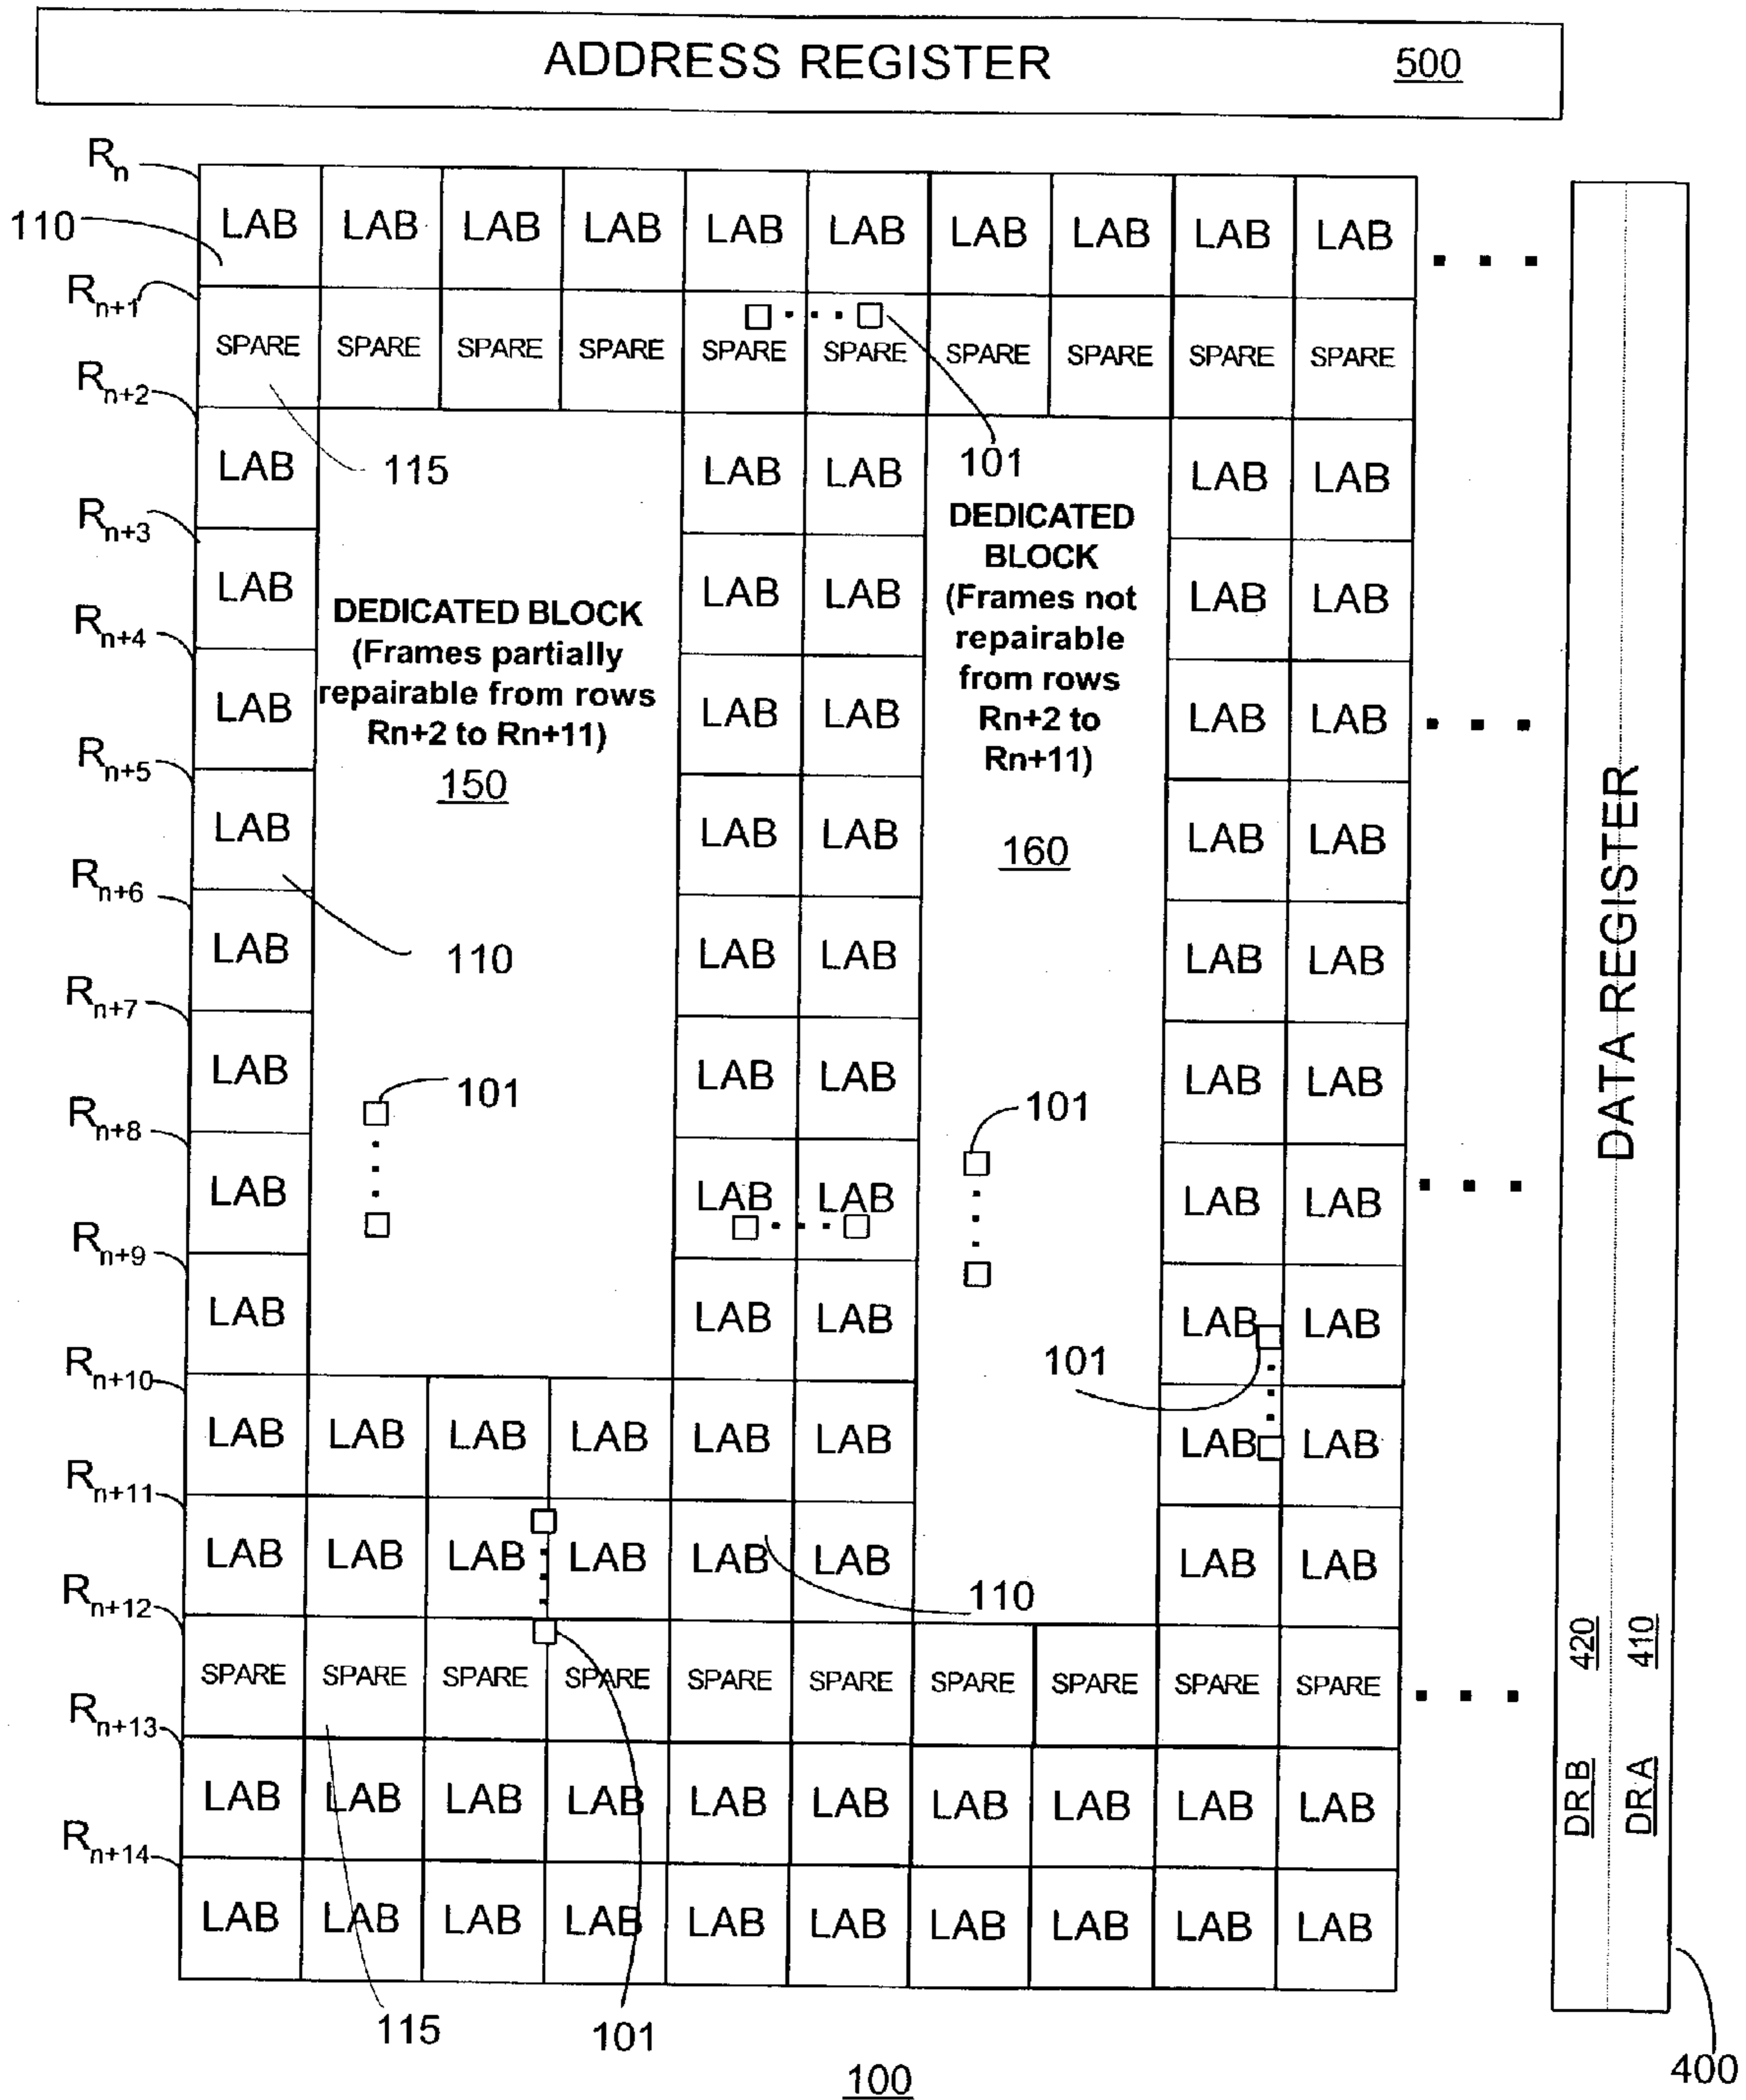 ADDRESS REGISTER 500
Rn
110 LAB LAB LAB LAB LAB LAB LAB LAB LAB LAB
Rn+1
SPARE SPARE SPARE SPARE SPARE SPARE SPARE SPARE SPARE SPARE
Rn+2
LAB 115 LAB LAB 101 LAB LAB
Rn+3
LAB LAB LAB LAB LAB
Rn+4
LAB LAB LAB LAB LAB
DEDICATED BLOCK
(Frames partially
repairable from rows
Rn+2 to Rn+11)
150
DEDICATED
BLOCK
(Frames not
repairable
from rows
Rn+2 to
Rn+11)
160
Rn+5
LAB LAB LAB LAB LAB
Rn+6
LAB 110 LAB LAB LAB LAB
Rn+7
LAB 101 LAB LAB 101 LAB LAB
Rn+8
LAB LAB LAB LAB LAB
Rn+9
LAB LAB LAB 101 LAB LAB
Rn+10
LAB LAB LAB LAB LAB LAB LAB LAB
Rn+11
LAB LAB LAB LAB LAB LAB 110 LAB LAB
Rn+12
SPARE SPARE SPARE SPARE SPARE SPARE SPARE SPARE SPARE SPARE
Rn+13
LAB LAB LAB LAB LAB LAB LAB LAB LAB LAB
Rn+14
LAB LAB LAB LAB LAB LAB LAB LAB LAB LAB
115 101
DATA REGISTER
DRB 420
DRA 410
400
100